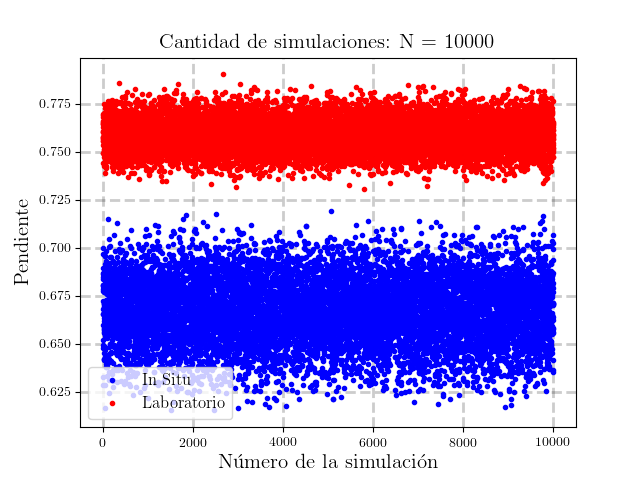 Cantidad de simulaciones: N = 10000
Pendiente
0.775
0.750
0.725
0.700
0.675
0.650
0.625
In Situ
Laboratorio
0
2000
4000
6000
8000
10000
Número de la simulación